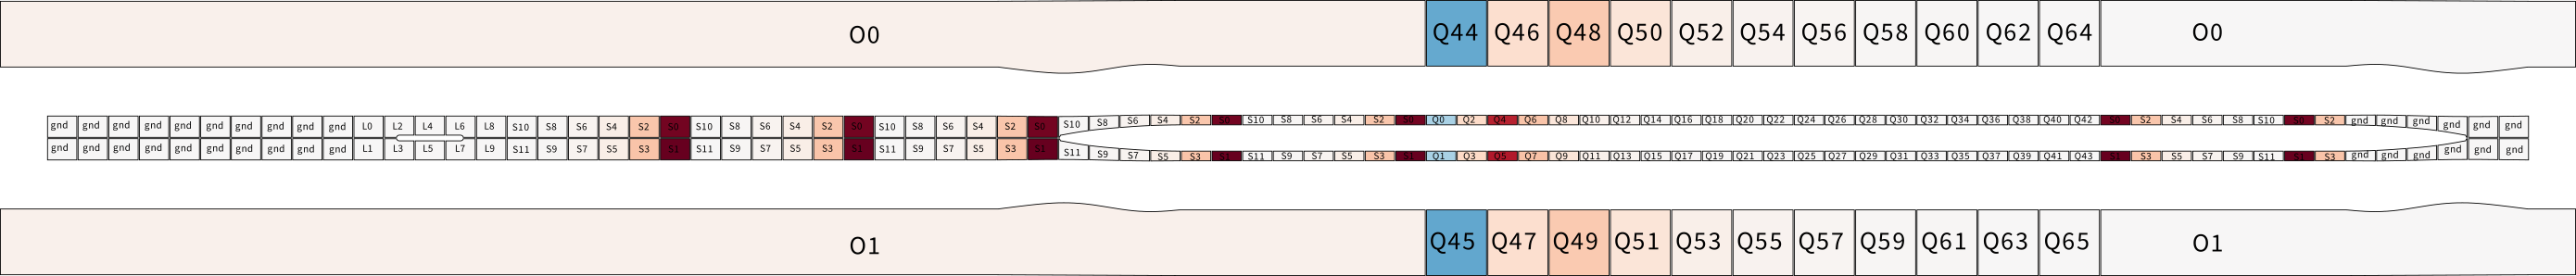 O0 Q44 Q46 Q48 Q50 Q52 Q54 Q56 Q58 Q60 Q62 Q64 O0
gnd gnd gnd gnd gnd gnd gnd gnd gnd gnd L0 L2 L4 L6 L8 S10 S8 S6 S4 S2 S0 S10 S8 S6 S4 S2 S0 S10 S8 S6 S4 S2 S0 S10 S8 S6 S4 S2 S0 S10 S8 S6 S4 S2 S0 Q0 Q2 Q4 Q6 Q8 Q10 Q12 Q14 Q16 Q18 Q20 Q22 Q24 Q26 Q28 Q30 Q32 Q34 Q36 Q38 Q40 Q42 S0 S2 S4 S6 S8 S10 S0 S2 gnd gnd gnd gnd gnd gnd
gnd gnd gnd gnd gnd gnd gnd gnd gnd gnd L1 L3 L5 L7 L9 S11 S9 S7 S5 S3 S1 S11 S9 S7 S5 S3 S1 S11 S9 S7 S5 S3 S1 S11 S9 S7 S5 S3 S1 S11 S9 S7 S5 S3 S1 Q1 Q3 Q5 Q7 Q9 Q11 Q13 Q15 Q17 Q19 Q21 Q23 Q25 Q27 Q29 Q31 Q33 Q35 Q37 Q39 Q41 Q43 S1 S3 S5 S7 S9 S11 S1 S3 gnd gnd gnd gnd gnd gnd
O1 Q45 Q47 Q49 Q51 Q53 Q55 Q57 Q59 Q61 Q63 Q65 O1